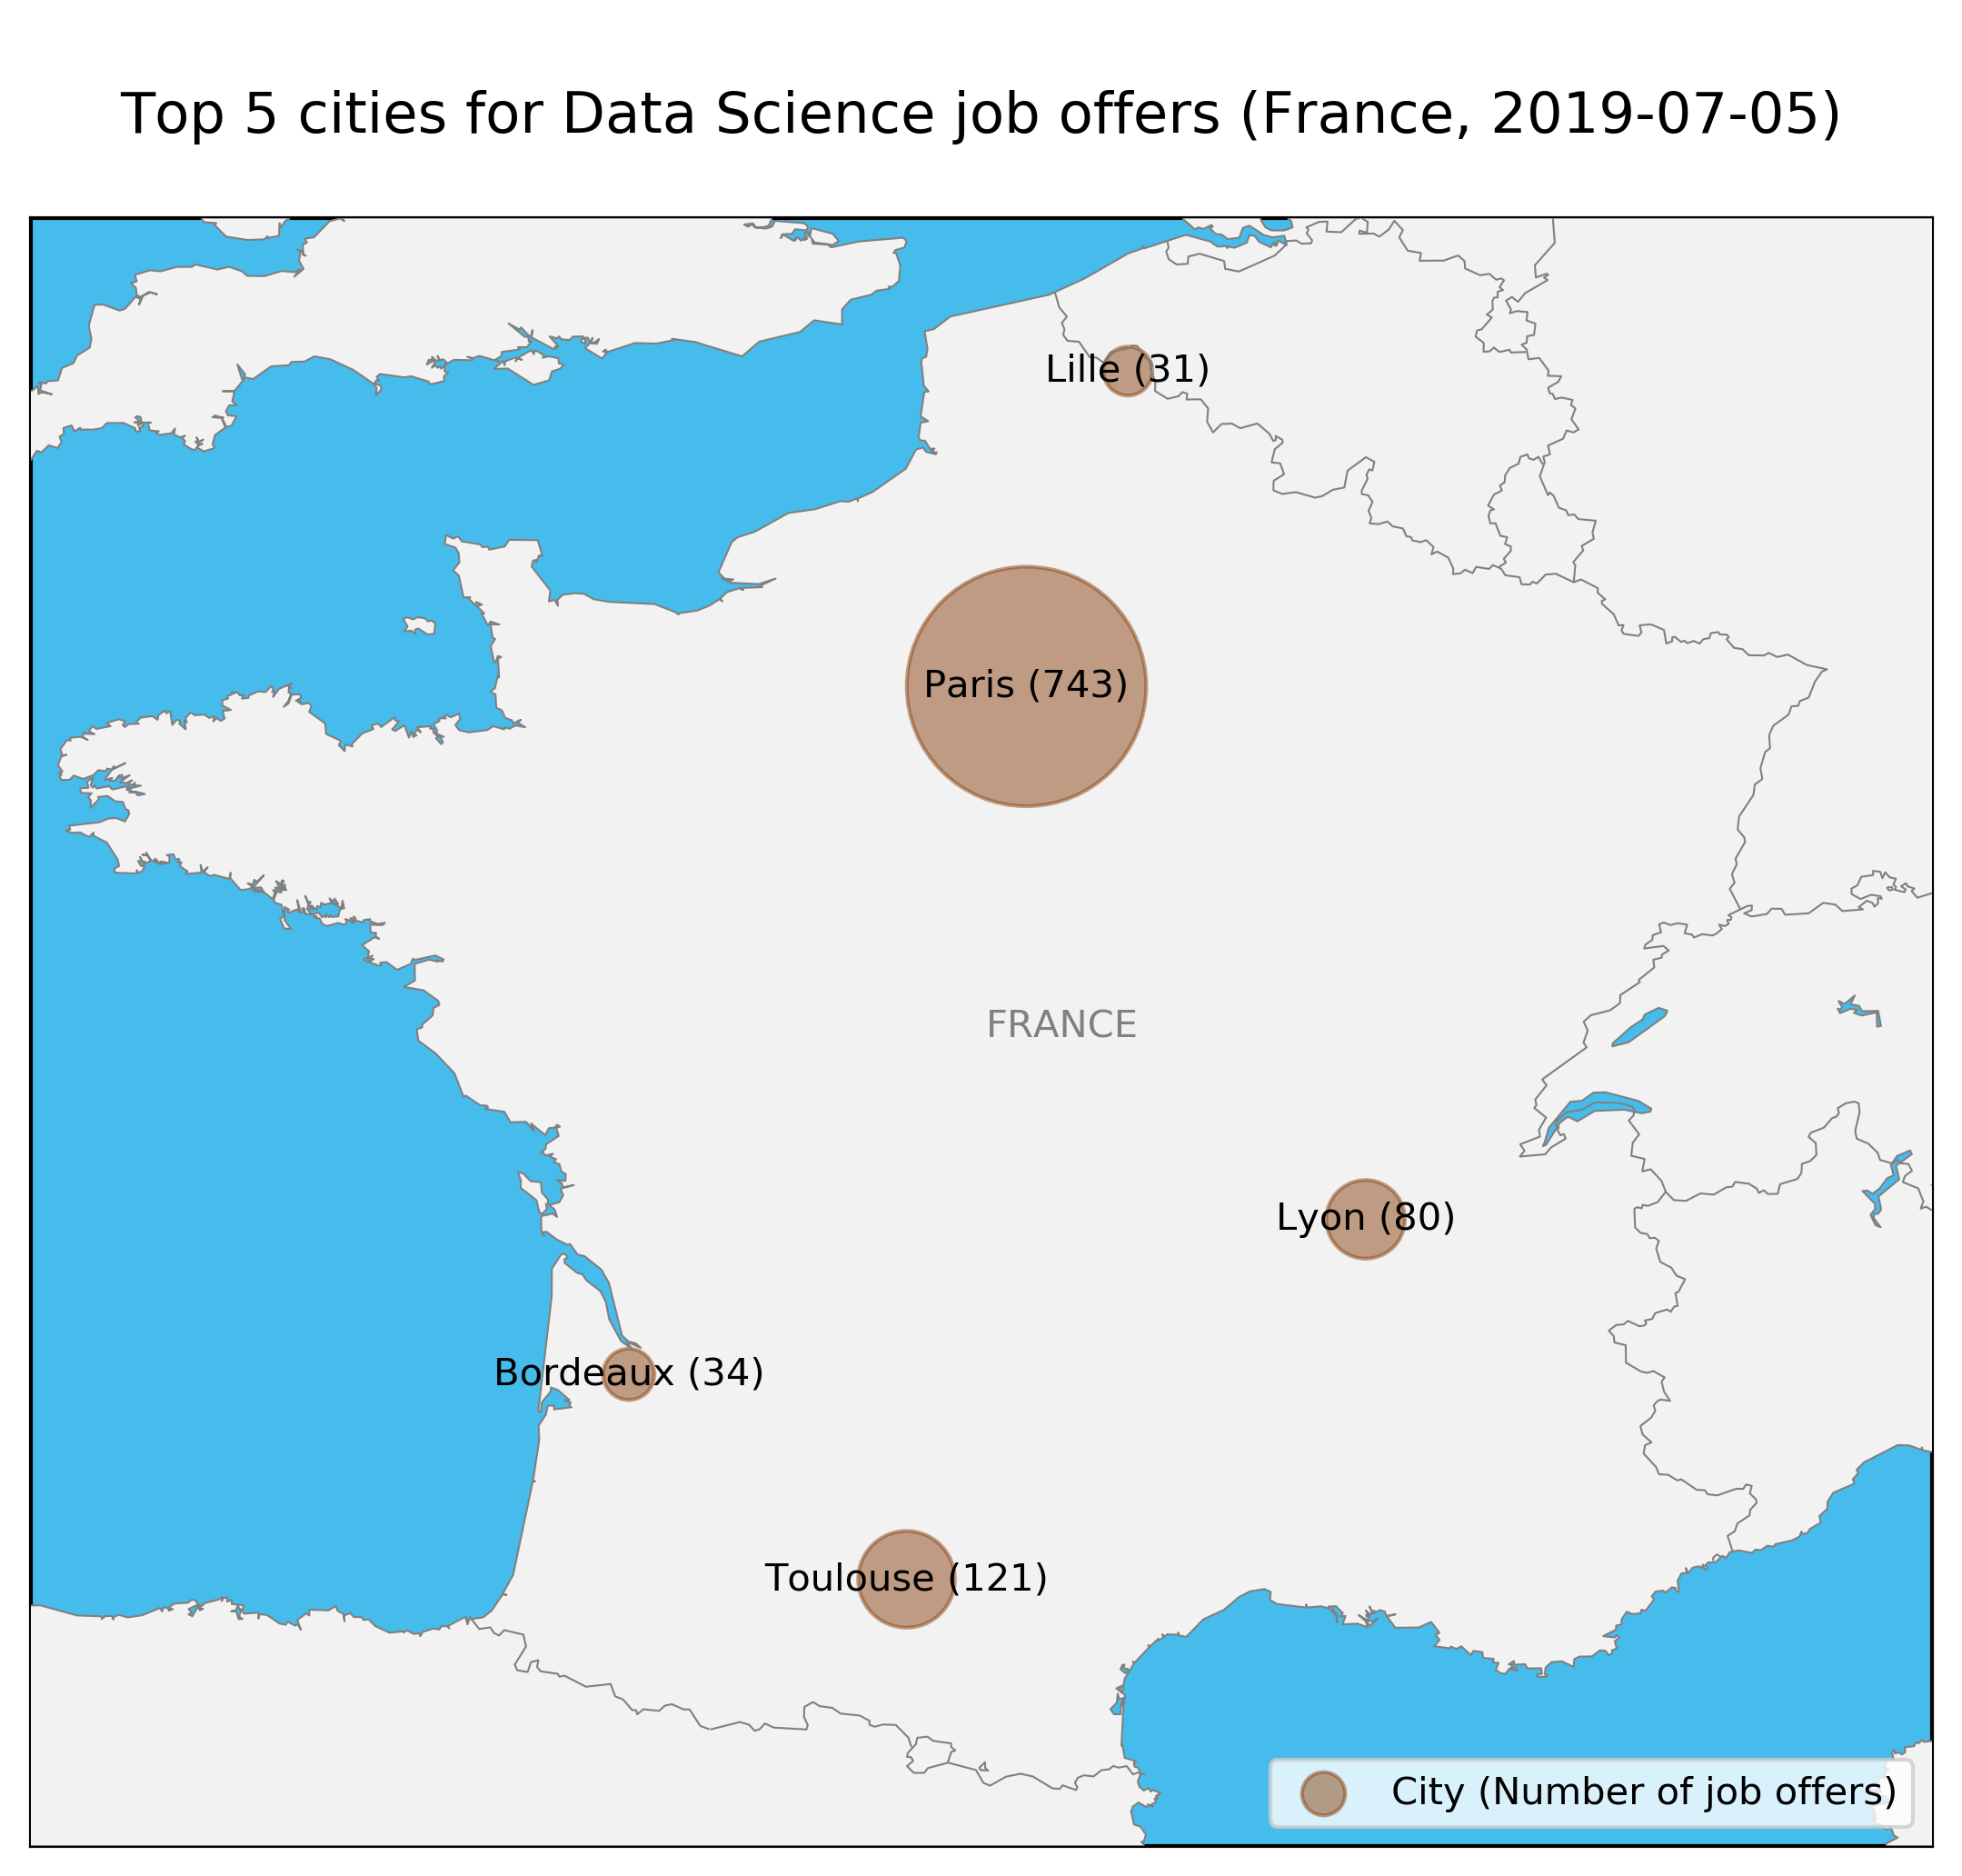 Top 5 cities for Data Science job offers (France, 2019-07-05)
Lille (31)
Paris (743)
FRANCE
Lyon (80)
Bordeaux (34)
Toulouse (121)
City (Number of job offers)